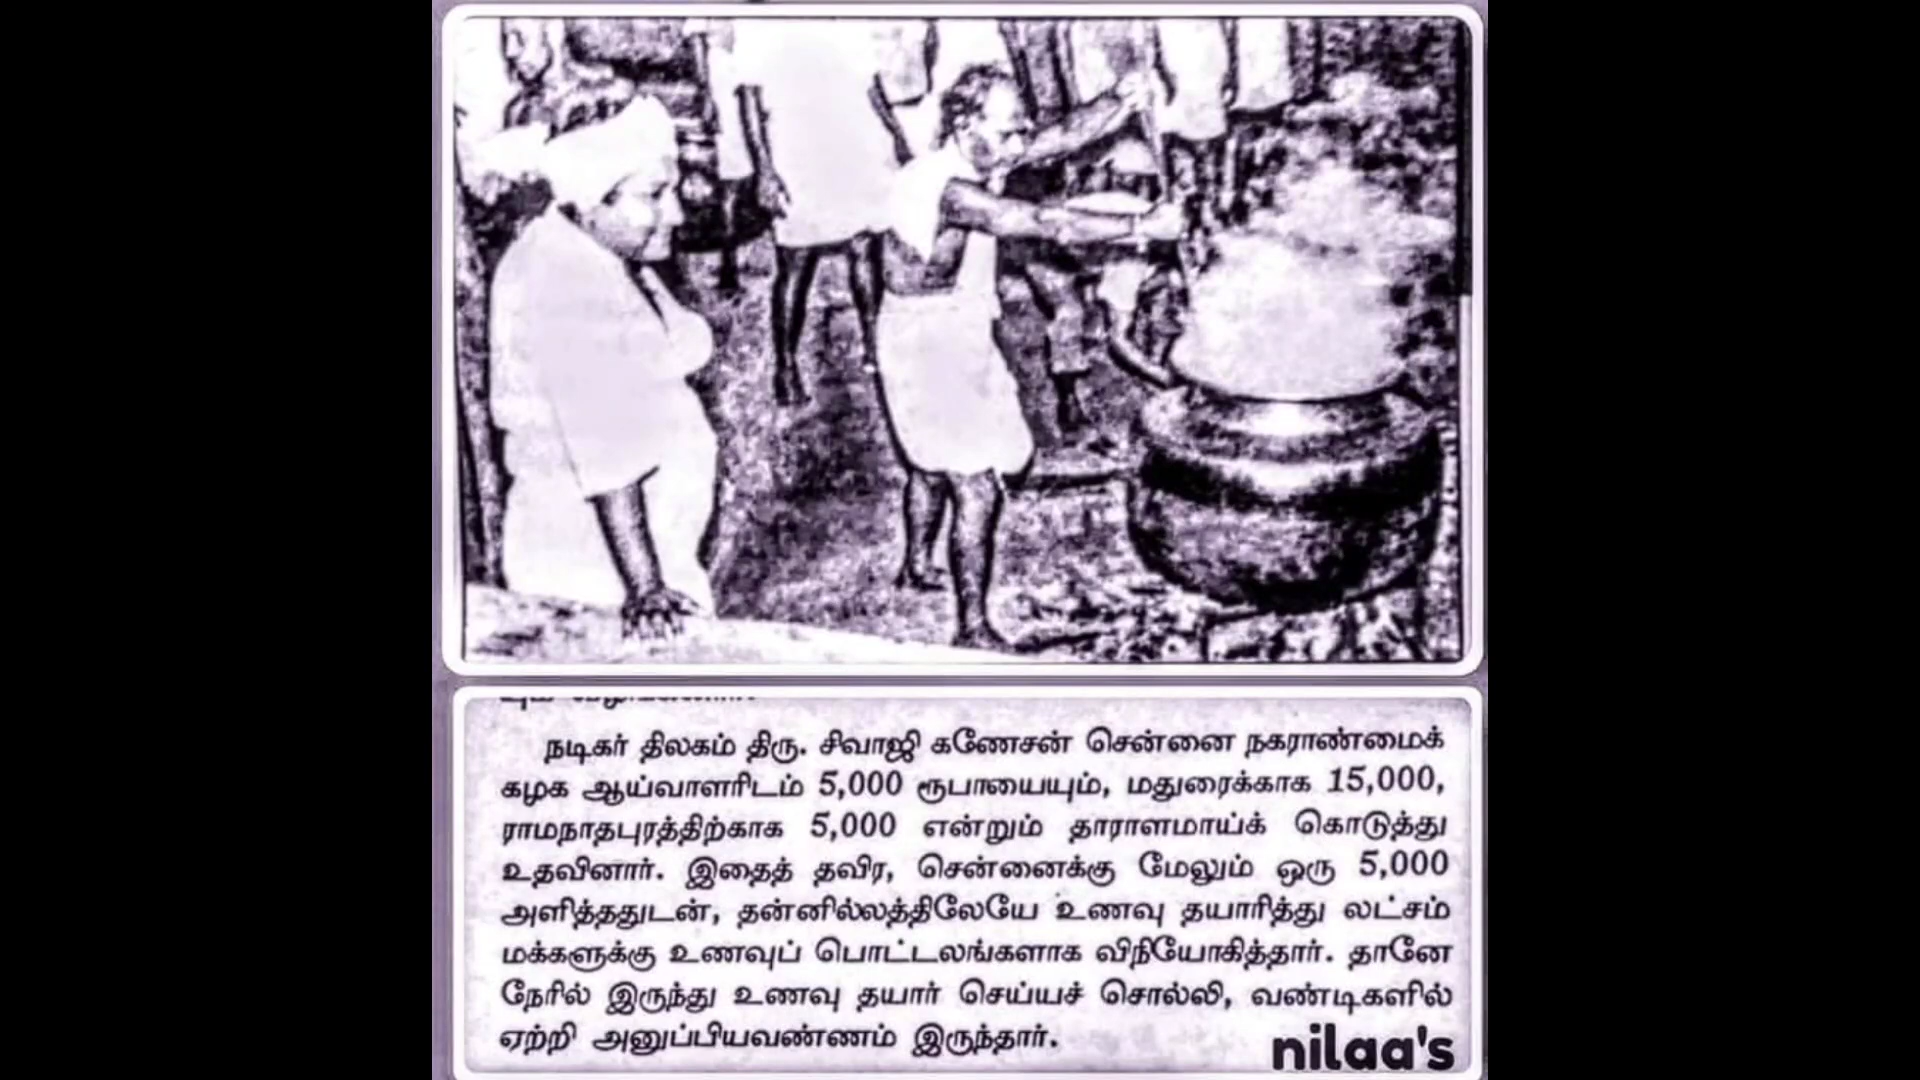 நடிகர் திலகம் திரு. சிவாஜி கணேசன் சென்னை நகராண்மைக்
கழக ஆய்வாளரிடம் 5,000 ரூபாயையும், மதுரைக்காக 15,000,
ராமநாதபுரத்திற்காக 5,000 என்றும் தாராளமாய்க் கொடுத்து
உதவினார். இதைத் தவிர, சென்னைக்கு மேலும் ஒரு 5,000
அளித்ததுடன், தன்னில்லத்திலேயே உணவு தயாரித்து லட்சம்
மக்களுக்கு உணவுப் பொட்டலங்களாக விநியோகித்தார். தானே
நேரில் இருந்து உணவு தயார் செய்யச் சொல்லி, வண்டிகளில்
ஏற்றி அனுப்பியவண்ணம் இருந்தார்.
nilaa's